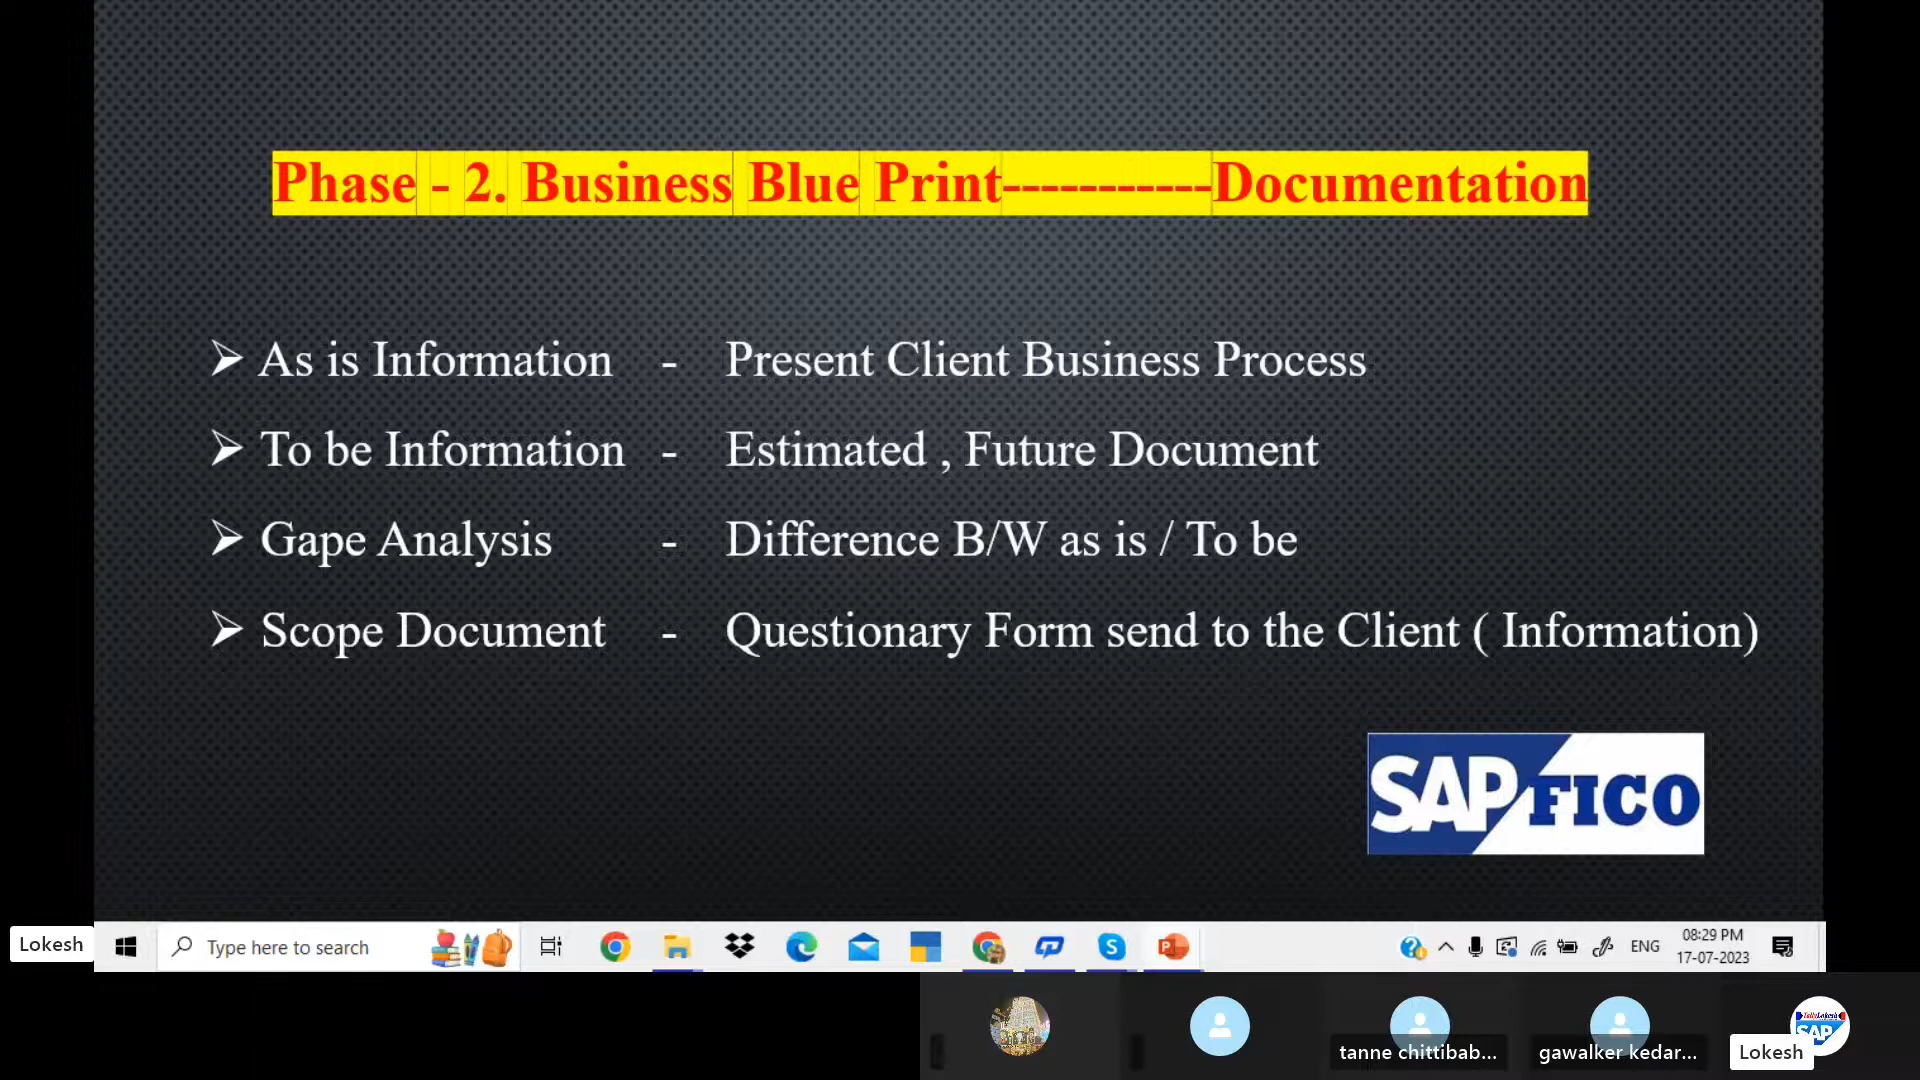 Phase - 2. Business Blue Print-----------Documentation
➢ As is Information - Present Client Business Process
➢ To be Information - Estimated , Future Document
➢ Gape Analysis - Difference B/W as is / To be
➢ Scope Document - Questionary Form send to the Client ( Information)
SAP FICO
Lokesh
Type here to search
ENG
08:29 PM
17-07-2023
tanne chittibab...
gawalker kedar...
Lokesh
SAP